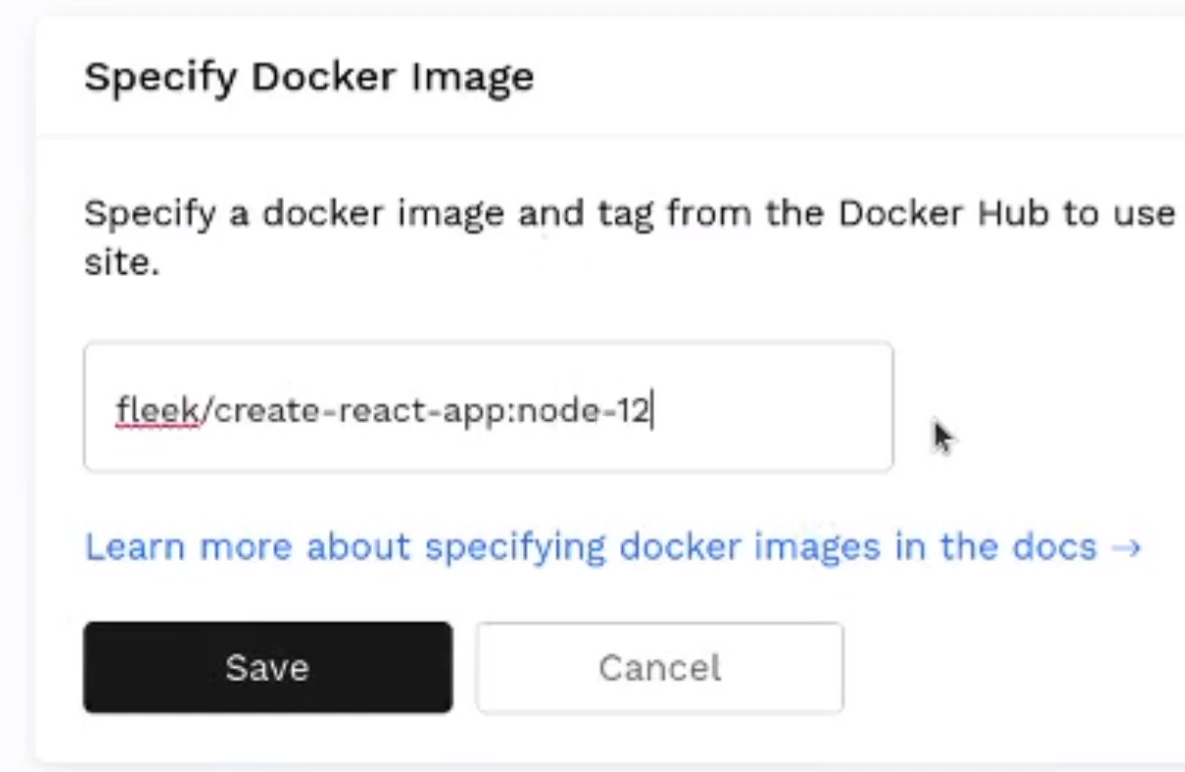 Specify Docker Image
Specify a docker image and tag from the Docker Hub to use
site.
fleek/create-react-app:node-12
Learn more about specifying docker images in the docs →
Save
Cancel